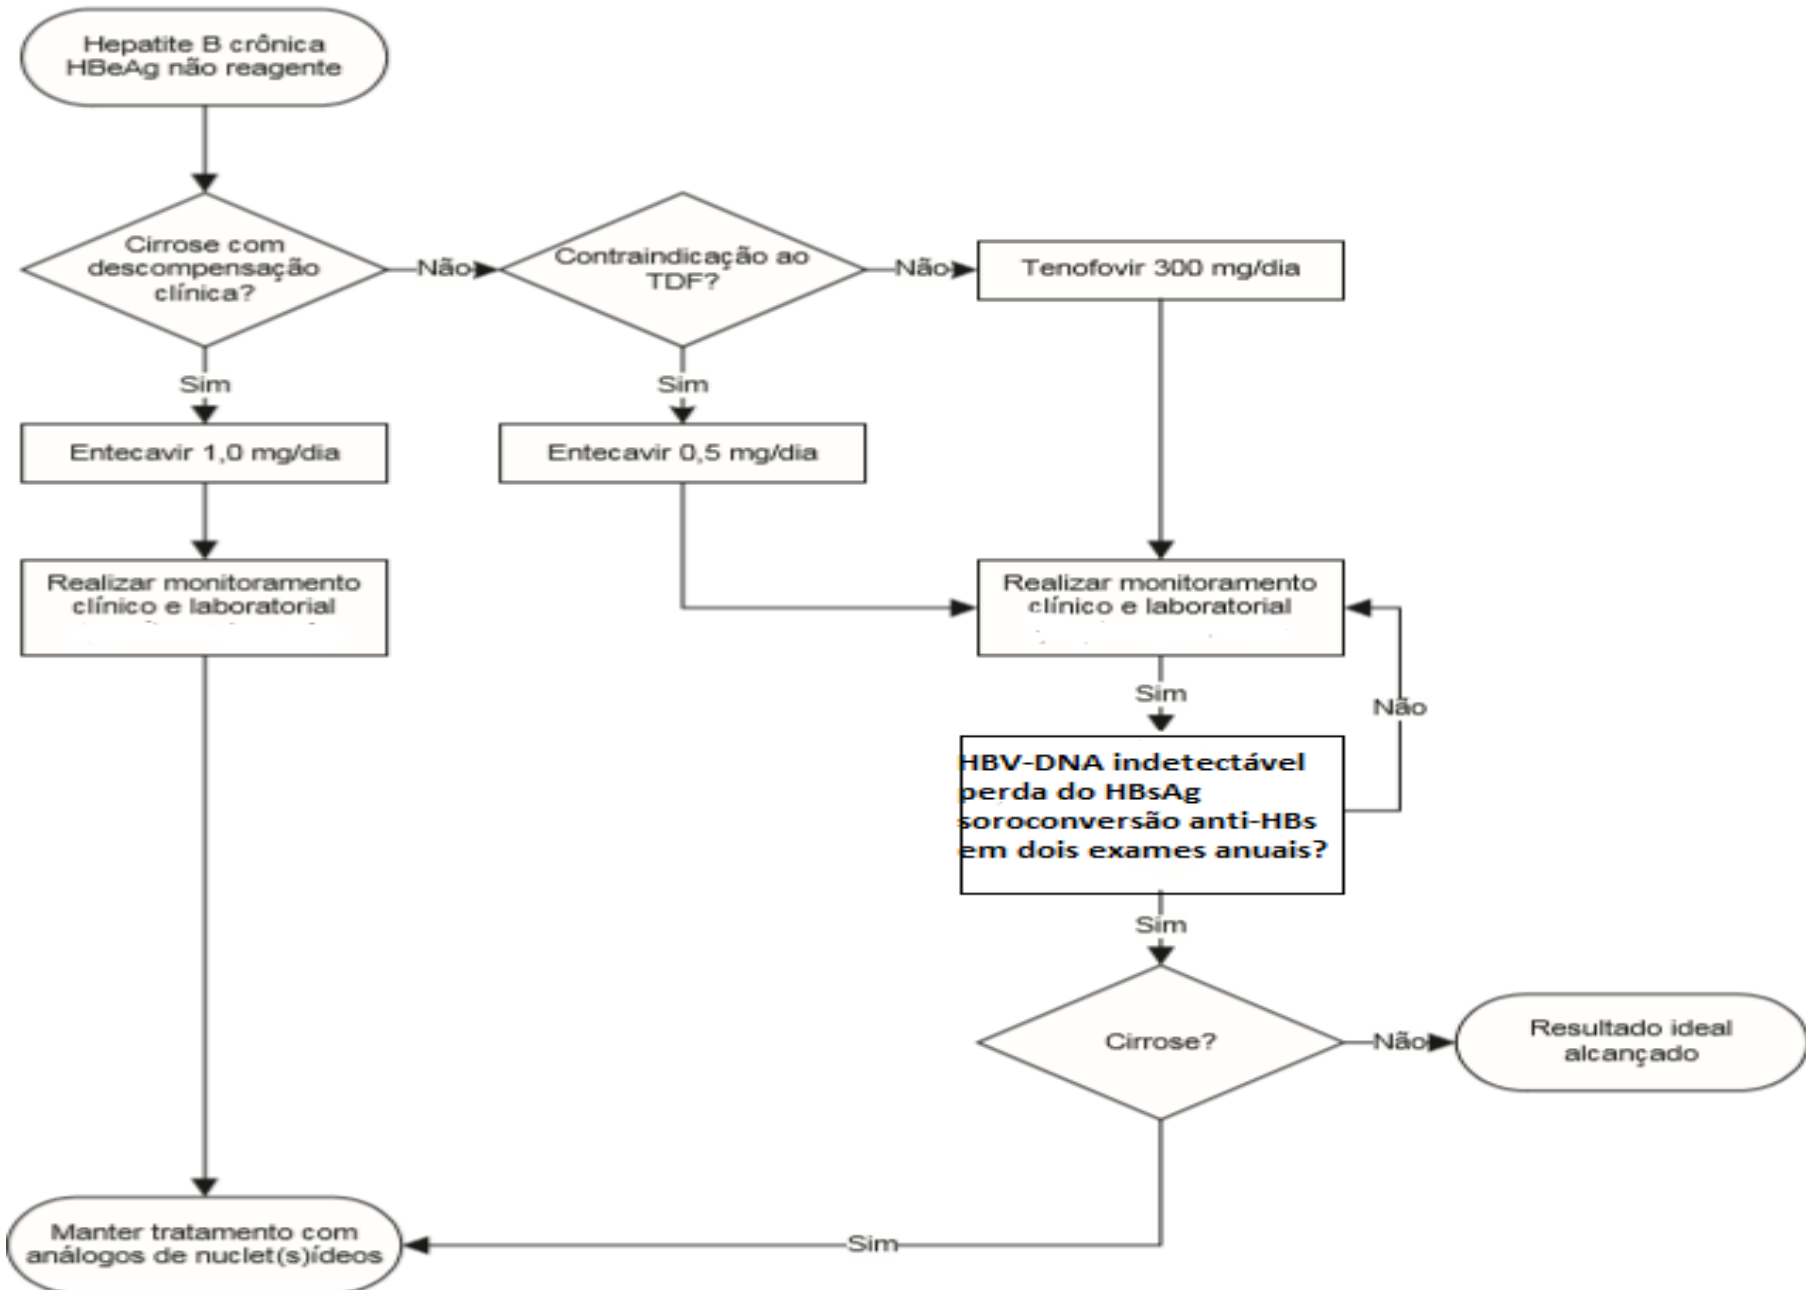 Hepatite B crônica
HBeAg não reagente
Cirrose com
descompensação
clínica?
Não
Contraindicação ao
TDF?
Não
Tenofovir 300 mg/dia
Sim
Sim
Entecavir 1,0 mg/dia
Entecavir 0,5 mg/dia
Realizar monitoramento
clínico e laboratorial
Realizar monitoramento
clínico e laboratorial
Sim
Não
HBV-DNA indetectável
perda do HBsAg
soroconversão anti-HBs
em dois exames anuais?
Sim
Cirrose?
Não
Resultado ideal
alcançado
Manter tratamento com
análogos de nuclet(s)ídeos
Sim